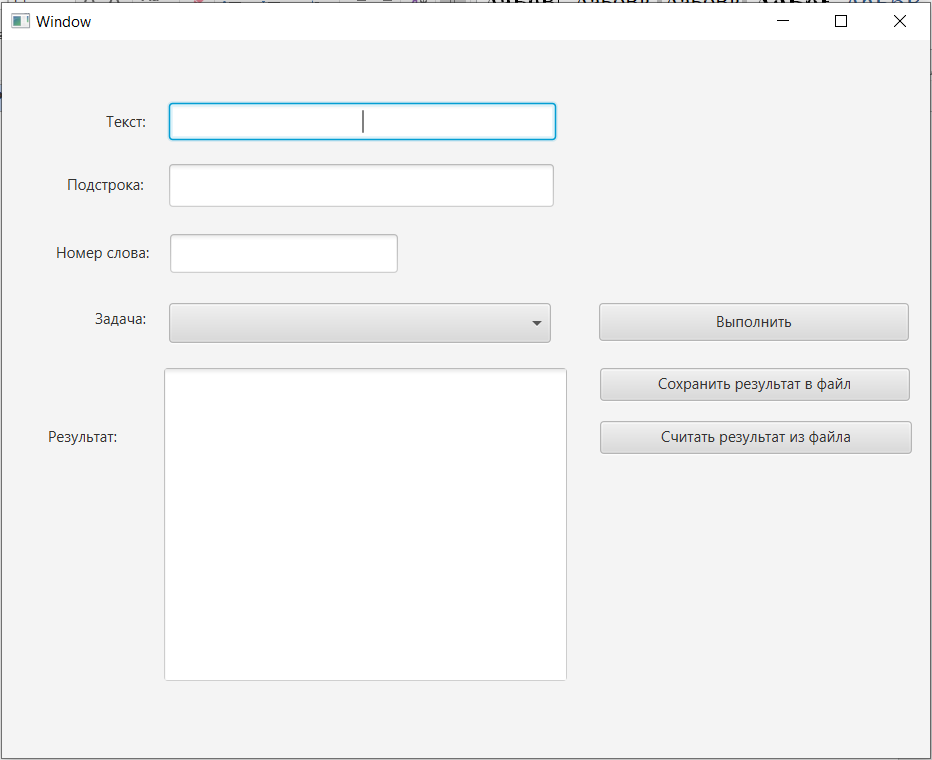 Window
Текст:
Подстрока:
Номер слова:
Задача:
Выполнить
Сохранить результат в файл
Результат:
Считать результат из файла